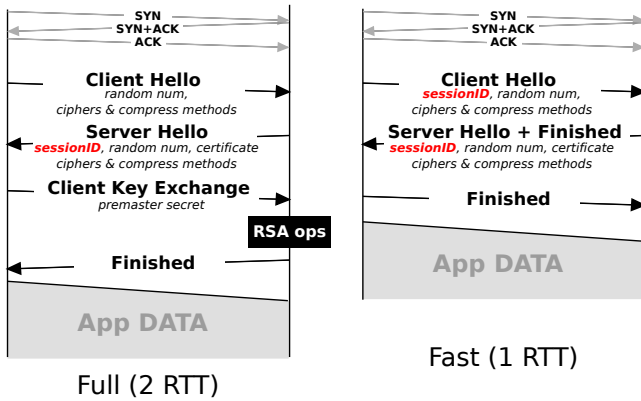 SYN
SYN+ACK
ACK
Client Hello
random num,
ciphers & compress methods
Server Hello
sessionID, random num, certificate
ciphers & compress methods
Client Key Exchange
premaster secret
RSA ops
Finished
App DATA
Full (2 RTT)
SYN
SYN+ACK
ACK
Client Hello
sessionID, random num,
ciphers & compress methods
Server Hello + Finished
sessionID, random num, certificate
ciphers & compress methods
Finished
App DATA
Fast (1 RTT)